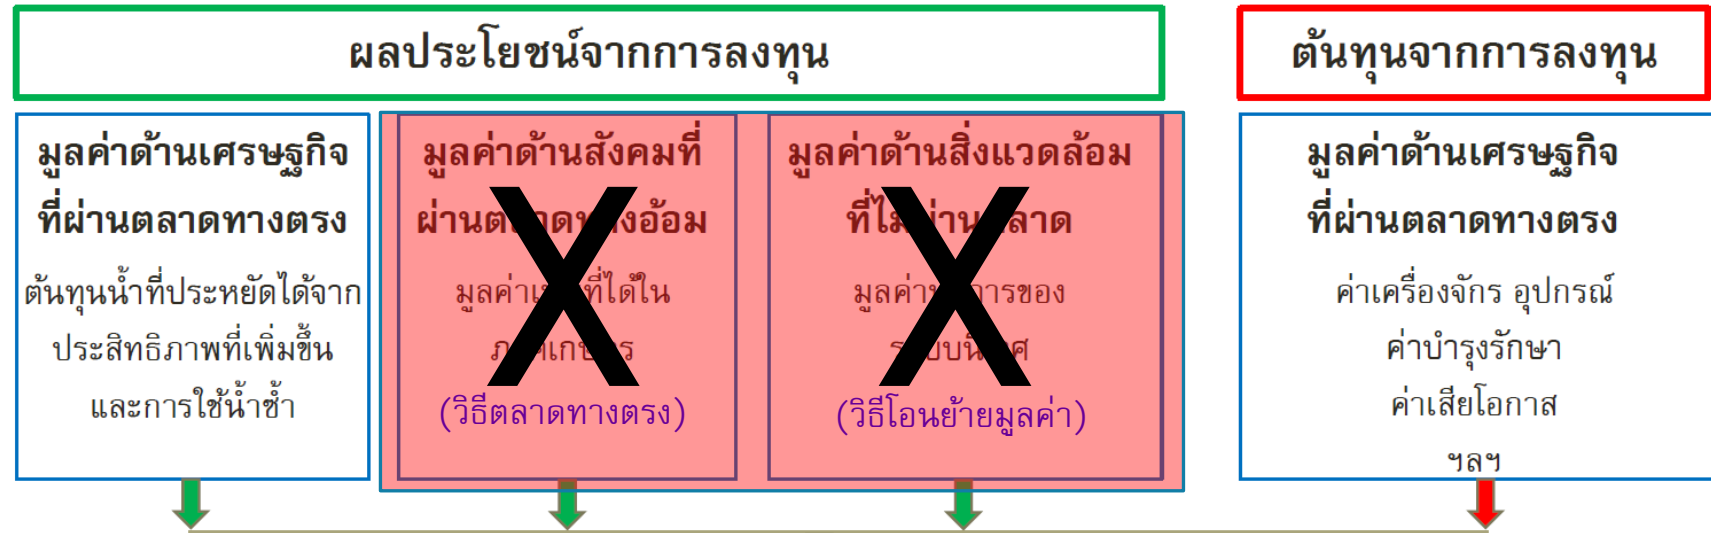 ผลประโยชน์จากการลงทุน
ต้นทุนจากการลงทุน
มูลค่าด้านเศรษฐกิจ
ที่ผ่านตลาดทางตรง
ต้นทุนน้ำที่ประหยัดได้จาก
ประสิทธิภาพที่เพิ่มขึ้น
และการใช้น้ำซ้ำ
มูลค่าด้านสังคมที่
ผ่านตลาดทางอ้อม
ที่ได้ใน
(วิธีตลาดทางตรง)
X
มูลค่าด้านสิ่งแวดล้อม
ที่ไม่ผ่านตลาด
ของ
(วิธีโอนย้ายมูลค่า)
X
มูลค่าด้านเศรษฐกิจ
ที่ผ่านตลาดทางตรง
ค่าเครื่องจักร อุปกรณ์
ค่าบำรุงรักษา
ค่าเสียโอกาส
ฯลฯ